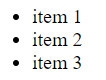 • item 1
• item 2
• item 3